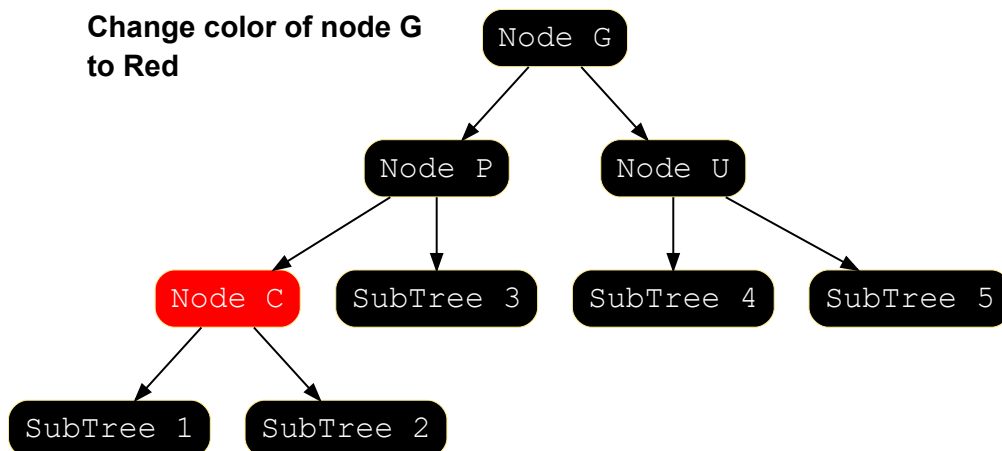 Change color of node G
to Red
Node G
Node P
Node U
Node C
SubTree 3
SubTree 4
SubTree 5
SubTree 1
SubTree 2